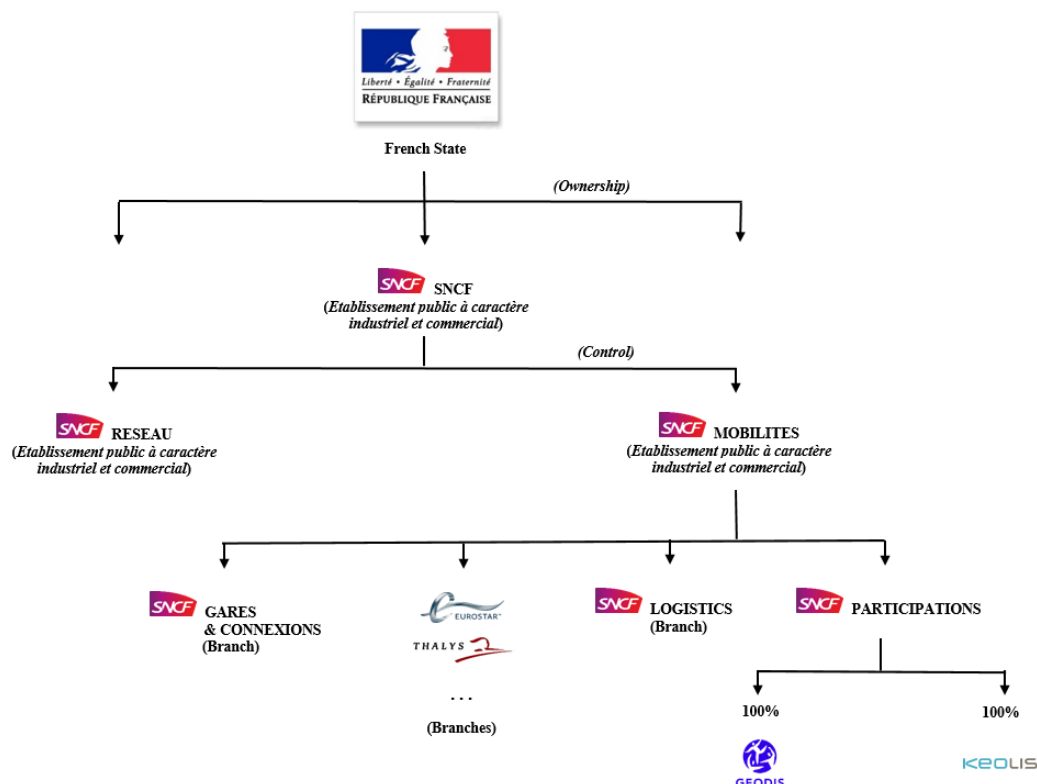 Liberté • Égalité • Fraternité
RÉPUBLIQUE FRANÇAISE
French State
(Ownership)
SNCF SNCF
(Etablissement public à caractère
industriel et commercial)
(Control)
SNCF RESEAU
(Etablissement public à caractère
industriel et commercial)
SNCF MOBILITES
(Etablissement public à caractère
industriel et commercial)
SNCF GARES
& CONNEXIONS
(Branch)
EUROSTAR™
THALYS
...
(Branches)
SNCF LOGISTICS
(Branch)
SNCF PARTICIPATIONS
100%
100%
GEODIS
KEOLIS